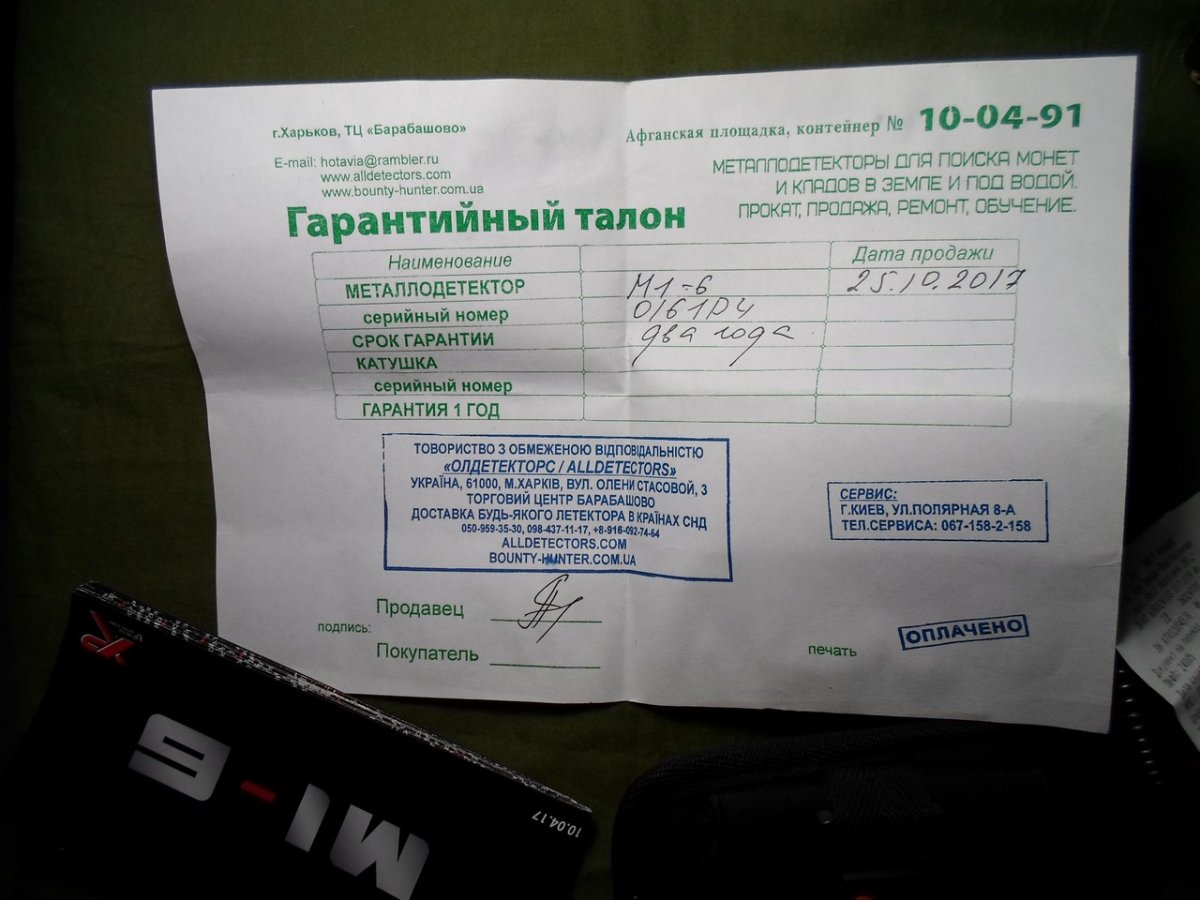 г.Харьков, ТЦ «Барабашово»
Афганская площадка, контейнер № 10-04-91
E-mail: hotavia@rambler.ru
www.alldetectors.com
www.bounty-hunter.com.ua
МЕТАЛЛОДЕТЕКТОРЫ ДЛЯ ПОИСКА МОНЕТ
И КЛАДОВ В ЗЕМЛЕ И ПОД ВОДОЙ.
ПРОКАТ, ПРОДАЖА, РЕМОНТ, ОБУЧЕНИЕ.
Гарантийный талон
Наименование Дата продажи
МЕТАЛЛОДЕТЕКТОР М1-6 25.10.2017
серийный номер
СРОК ГАРАНТИИ два года
КАТУШКА
серийный номер
ГАРАНТИЯ 1 ГОД
ТОВОРИСТВО З ОБМЕЖЕНОЮ ВІДПОВІДАЛЬНІСТЮ
«ОЛДЕТЕКТОРС / ALLDETECTORS»
УКРАЇНА, 61000, М.ХАРКІВ, ВУЛ. ОЛЕНИ СТАСОВОЙ, 3
ТОРГОВИЙ ЦЕНТР БАРАБАШОВО
ДОСТАВКА БУДЬ-ЯКОГО ЛЕТЕКТОРА В КРАЇНАХ СНД
050-959-35-30, 098-437-11-17, +8-916-092-74-64
ALLDETECTORS.COM
BOUNTY-HUNTER.COM.UA
СЕРВИС:
Г.КИЕВ, УЛ.ПОЛЯРНАЯ 8-А
ТЕЛ.СЕРВИСА: 067-158-2-158
Продавец
подпись:
Покупатель
печать
ОПЛАЧЕНО
XP
MI-6
10.04.17